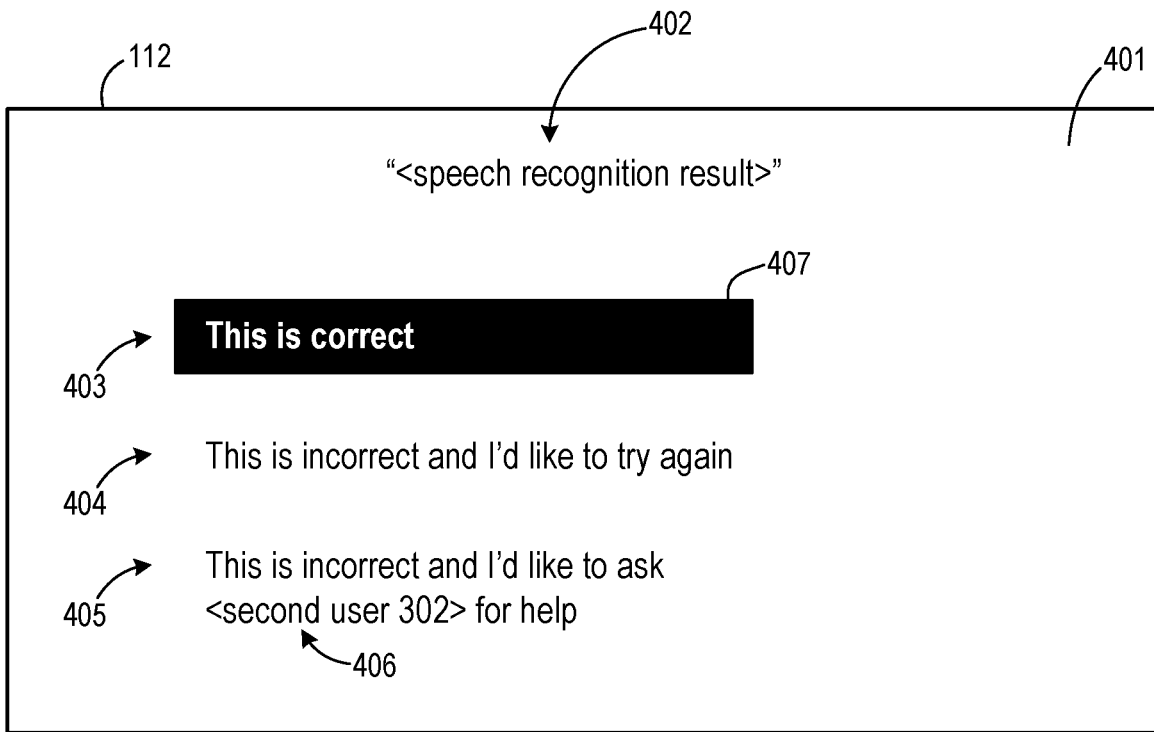 402
112
401
“<speech recognition result>”
407
This is correct
403
This is incorrect and I’d like to try again
404
This is incorrect and I’d like to ask
405
<second user 302> for help
406